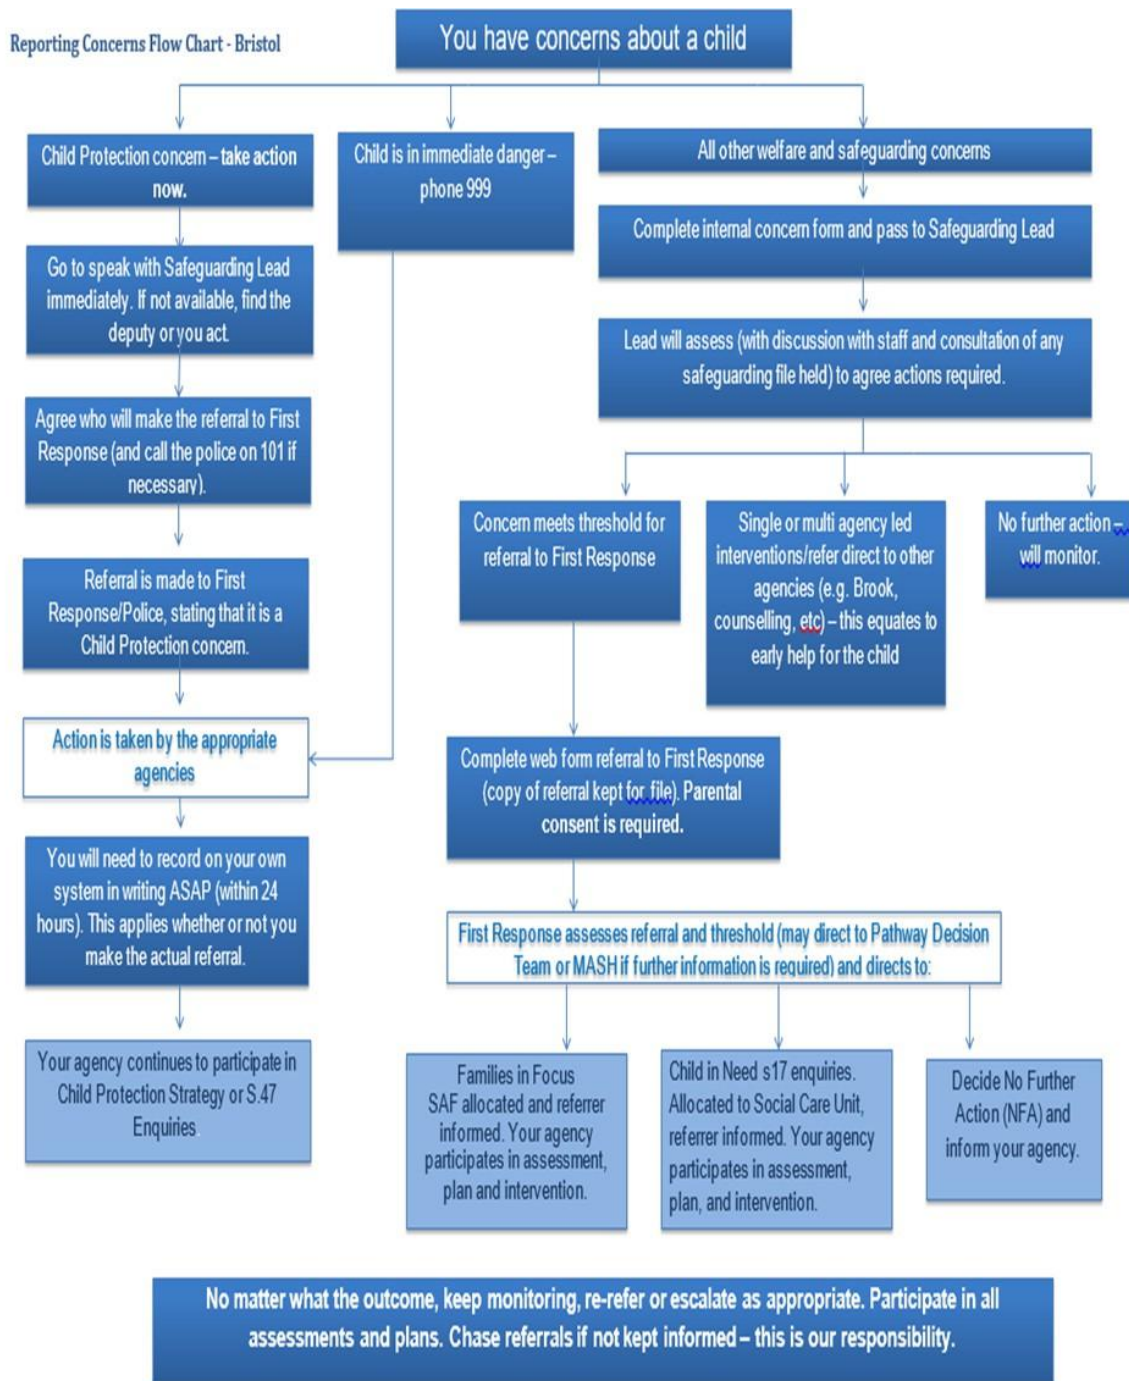 Reporting Concerns Flow Chart - Bristol
You have concerns about a child
Child Protection concern – take action
now.
Child is in immediate danger –
phone 999
All other welfare and safeguarding concerns
Go to speak with Safeguarding Lead
immediately. If not available, find the
deputy or you act.
Complete internal concern form and pass to Safeguarding Lead
Lead will assess (with discussion with staff and consultation of any
safeguarding file held) to agree actions required.
Agree who will make the referral to First
Response (and call the police on 101 if
necessary).
Concern meets threshold for
referral to First Response
Single or multi agency led
interventions/refer direct to other
agencies (e.g. Brook,
counselling, etc) – this equates to
early help for the child
No further action –
will monitor.
Referral is made to First
Response/Police, stating that it is a
Child Protection concern.
Action is taken by the appropriate
agencies
Complete web form referral to First Response
(copy of referral kept for file). Parental
consent is required.
You will need to record on your own
system in writing ASAP (within 24
hours). This applies whether or not you
make the actual referral.
First Response assesses referral and threshold (may direct to Pathway Decision
Team or MASH if further information is required) and directs to:
Your agency continues to participate in
Child Protection Strategy or S.47
Enquiries.
Families in Focus
SAF allocated and referrer
informed. Your agency
participates in assessment,
plan and intervention.
Child in Need s17 enquiries.
Allocated to Social Care Unit,
referrer informed. Your agency
participates in assessment,
plan, and intervention.
Decide No Further
Action (NFA) and
inform your agency.
No matter what the outcome, keep monitoring, re-refer or escalate as appropriate. Participate in all
assessments and plans. Chase referrals if not kept informed – this is our responsibility.